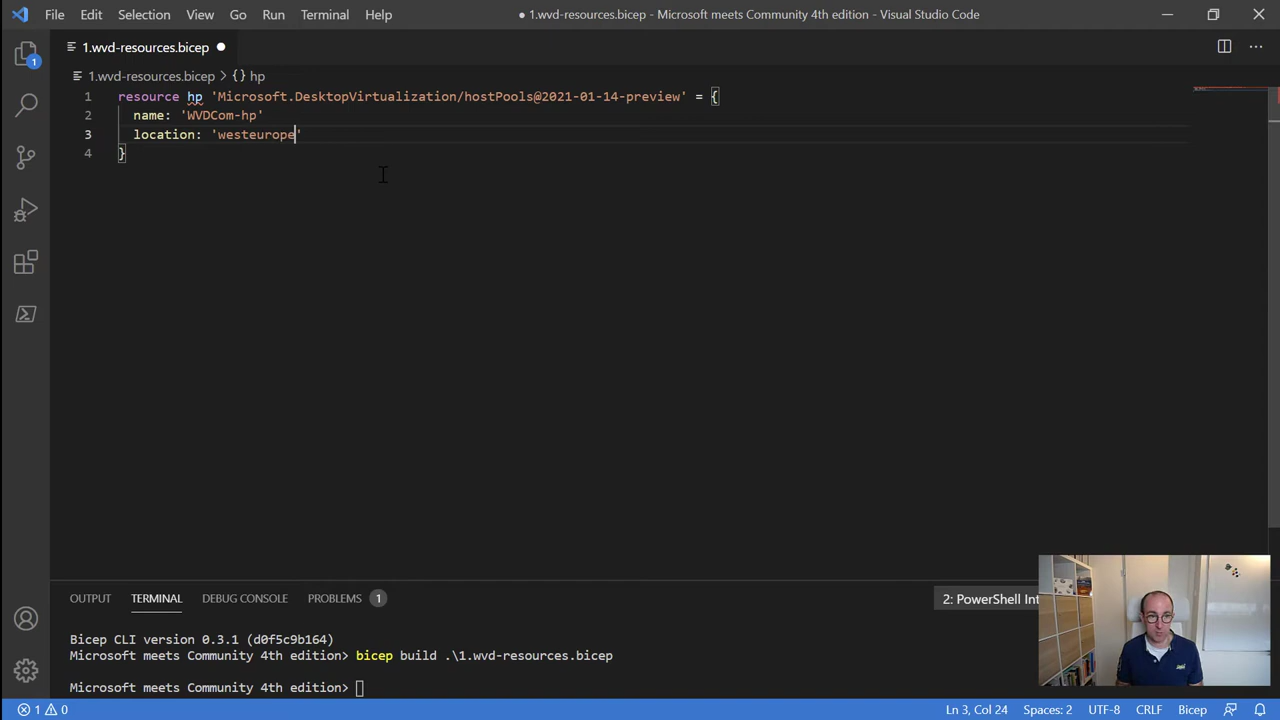 File Edit Selection View Go Run Terminal Help
● 1.wvd-resources.bicep - Microsoft meets Community 4th edition - Visual Studio Code
1.wvd-resources.bicep ●
1.wvd-resources.bicep > {} hp
1 resource hp 'Microsoft.DesktopVirtualization/hostPools@2021-01-14-preview' = {
2 name: 'WVDCom-hp'
3 location: 'westeurope'
4 }
1
OUTPUT TERMINAL DEBUG CONSOLE PROBLEMS 1
2: PowerShell Int
Bicep CLI version 0.3.1 (d0f5c9b164)
Microsoft meets Community 4th edition> bicep build .\1.wvd-resources.bicep
Microsoft meets Community 4th edition>
1 0 Ln 3, Col 24 Spaces: 2 UTF-8 CRLF Bicep